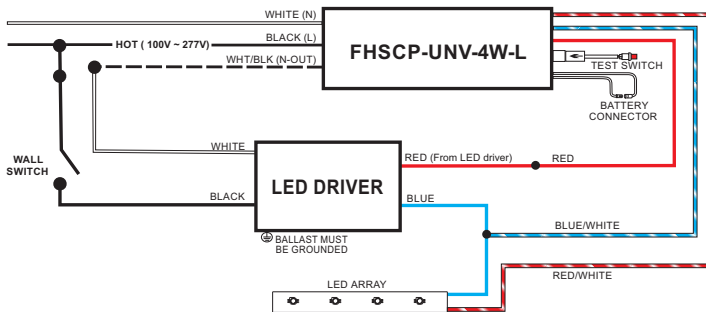 WHITE (N)
BLACK (L)
HOT ( 100V ~ 277V)
WHT/BLK (N-OUT)
FHSCP-UNV-4W-L
TEST SWITCH
BATTERY
CONNECTOR
WHITE
WALL
SWITCH
BLACK
LED DRIVER
RED (From LED driver)
RED
BLUE
BALLAST MUST
BE GROUNDED
BLUE/WHITE
RED/WHITE
LED ARRAY